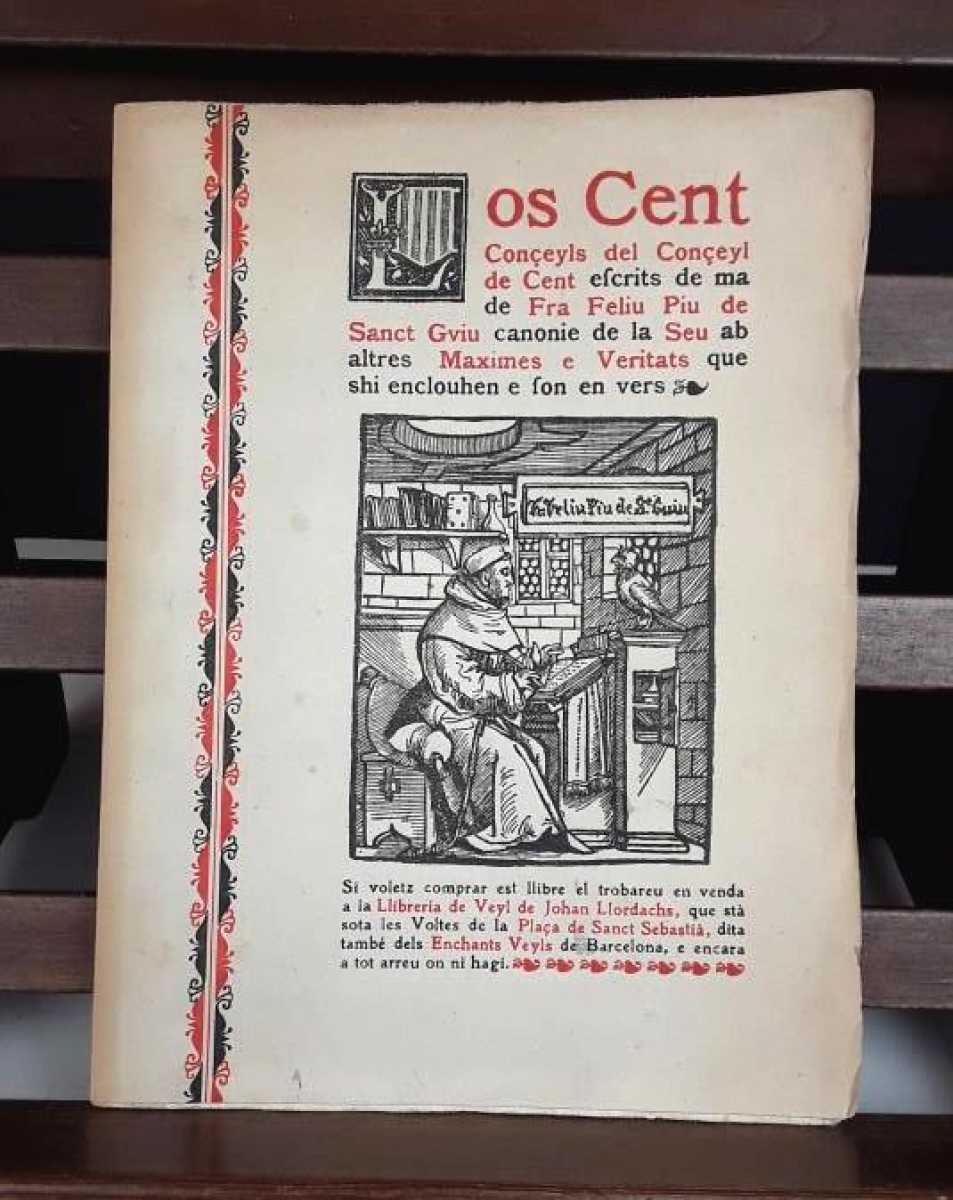 Los Cent
Conçeyls del Conçeyl
de Cent eſcrits de ma
de Fra Feliu Piu de
Sanct Gviu canonie de la Seu ab
altres Maximes e Veritats que
shi enclouhen e ſon en vers
Fr. Feliu Piu de St. Guiu
Si voletz comprar est llibre el trobareu en venda
a la Llibreria de Veyl de Johan Llordachs, que stà
sota les Voltes de la Plaça de Sanct Sebastià, dita
també dels Enchants Veyls de Barcelona, e encara
a tot arreu on ni hagi.